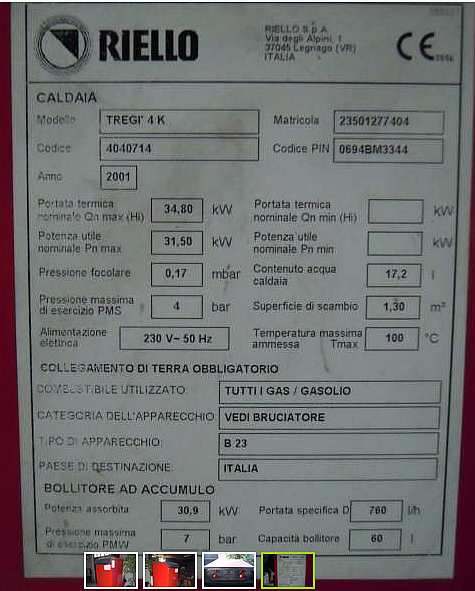 RIELLO
RIELLO S.p.A.
Via degli Alpini, 1
37045 Legnago (VR)
ITALIA
CE
CALDAIA
Modello TREGI' 4 K Matricola 23501277404
Codice 4040714 Codice PIN 0694BM3344
Anno 2001
Portata termica nominale Qn max (Hi) 34,80 kW Portata termica nominale Qn min (Hi) kW
Potenza utile nominale Pn max 31,50 kW Potenza utile nominale Pn min kW
Pressione focolare 0,17 mbar Contenuto acqua caldaia 17,2 l
Pressione massima di esercizio PMS 4 bar Superficie di scambio 1,30 m²
Alimentazione elettrica 230 V~ 50 Hz Temperatura massima ammessa Tmax 100 °C
COLLEGAMENTO DI TERRA OBBLIGATORIO
COMBUSTIBILE UTILIZZATO: TUTTI I GAS / GASOLIO
CATEGORIA DELL'APPARECCHIO VEDI BRUCIATORE
TIPO DI APPARECCHIO: B 23
PAESE DI DESTINAZIONE: ITALIA
BOLLITORE AD ACCUMULO
Potenza assorbita 30,9 kW Portata specifica D 760 l/h
Pressione massima di esercizio PMW 7 bar Capacità bollitore 60 l